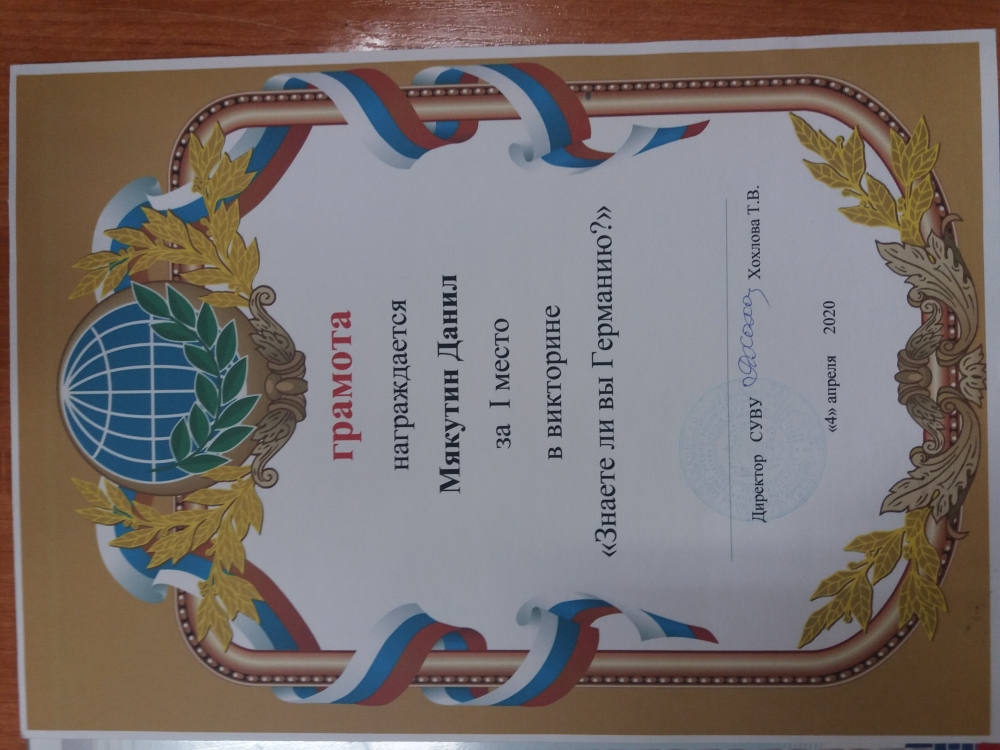 грамота
награждается
Мякутин Данил
за I место
в викторине
«Знаете ли вы Германию?»
Директор СУВУ Хохлова Т.В.
«4» апреля 2020